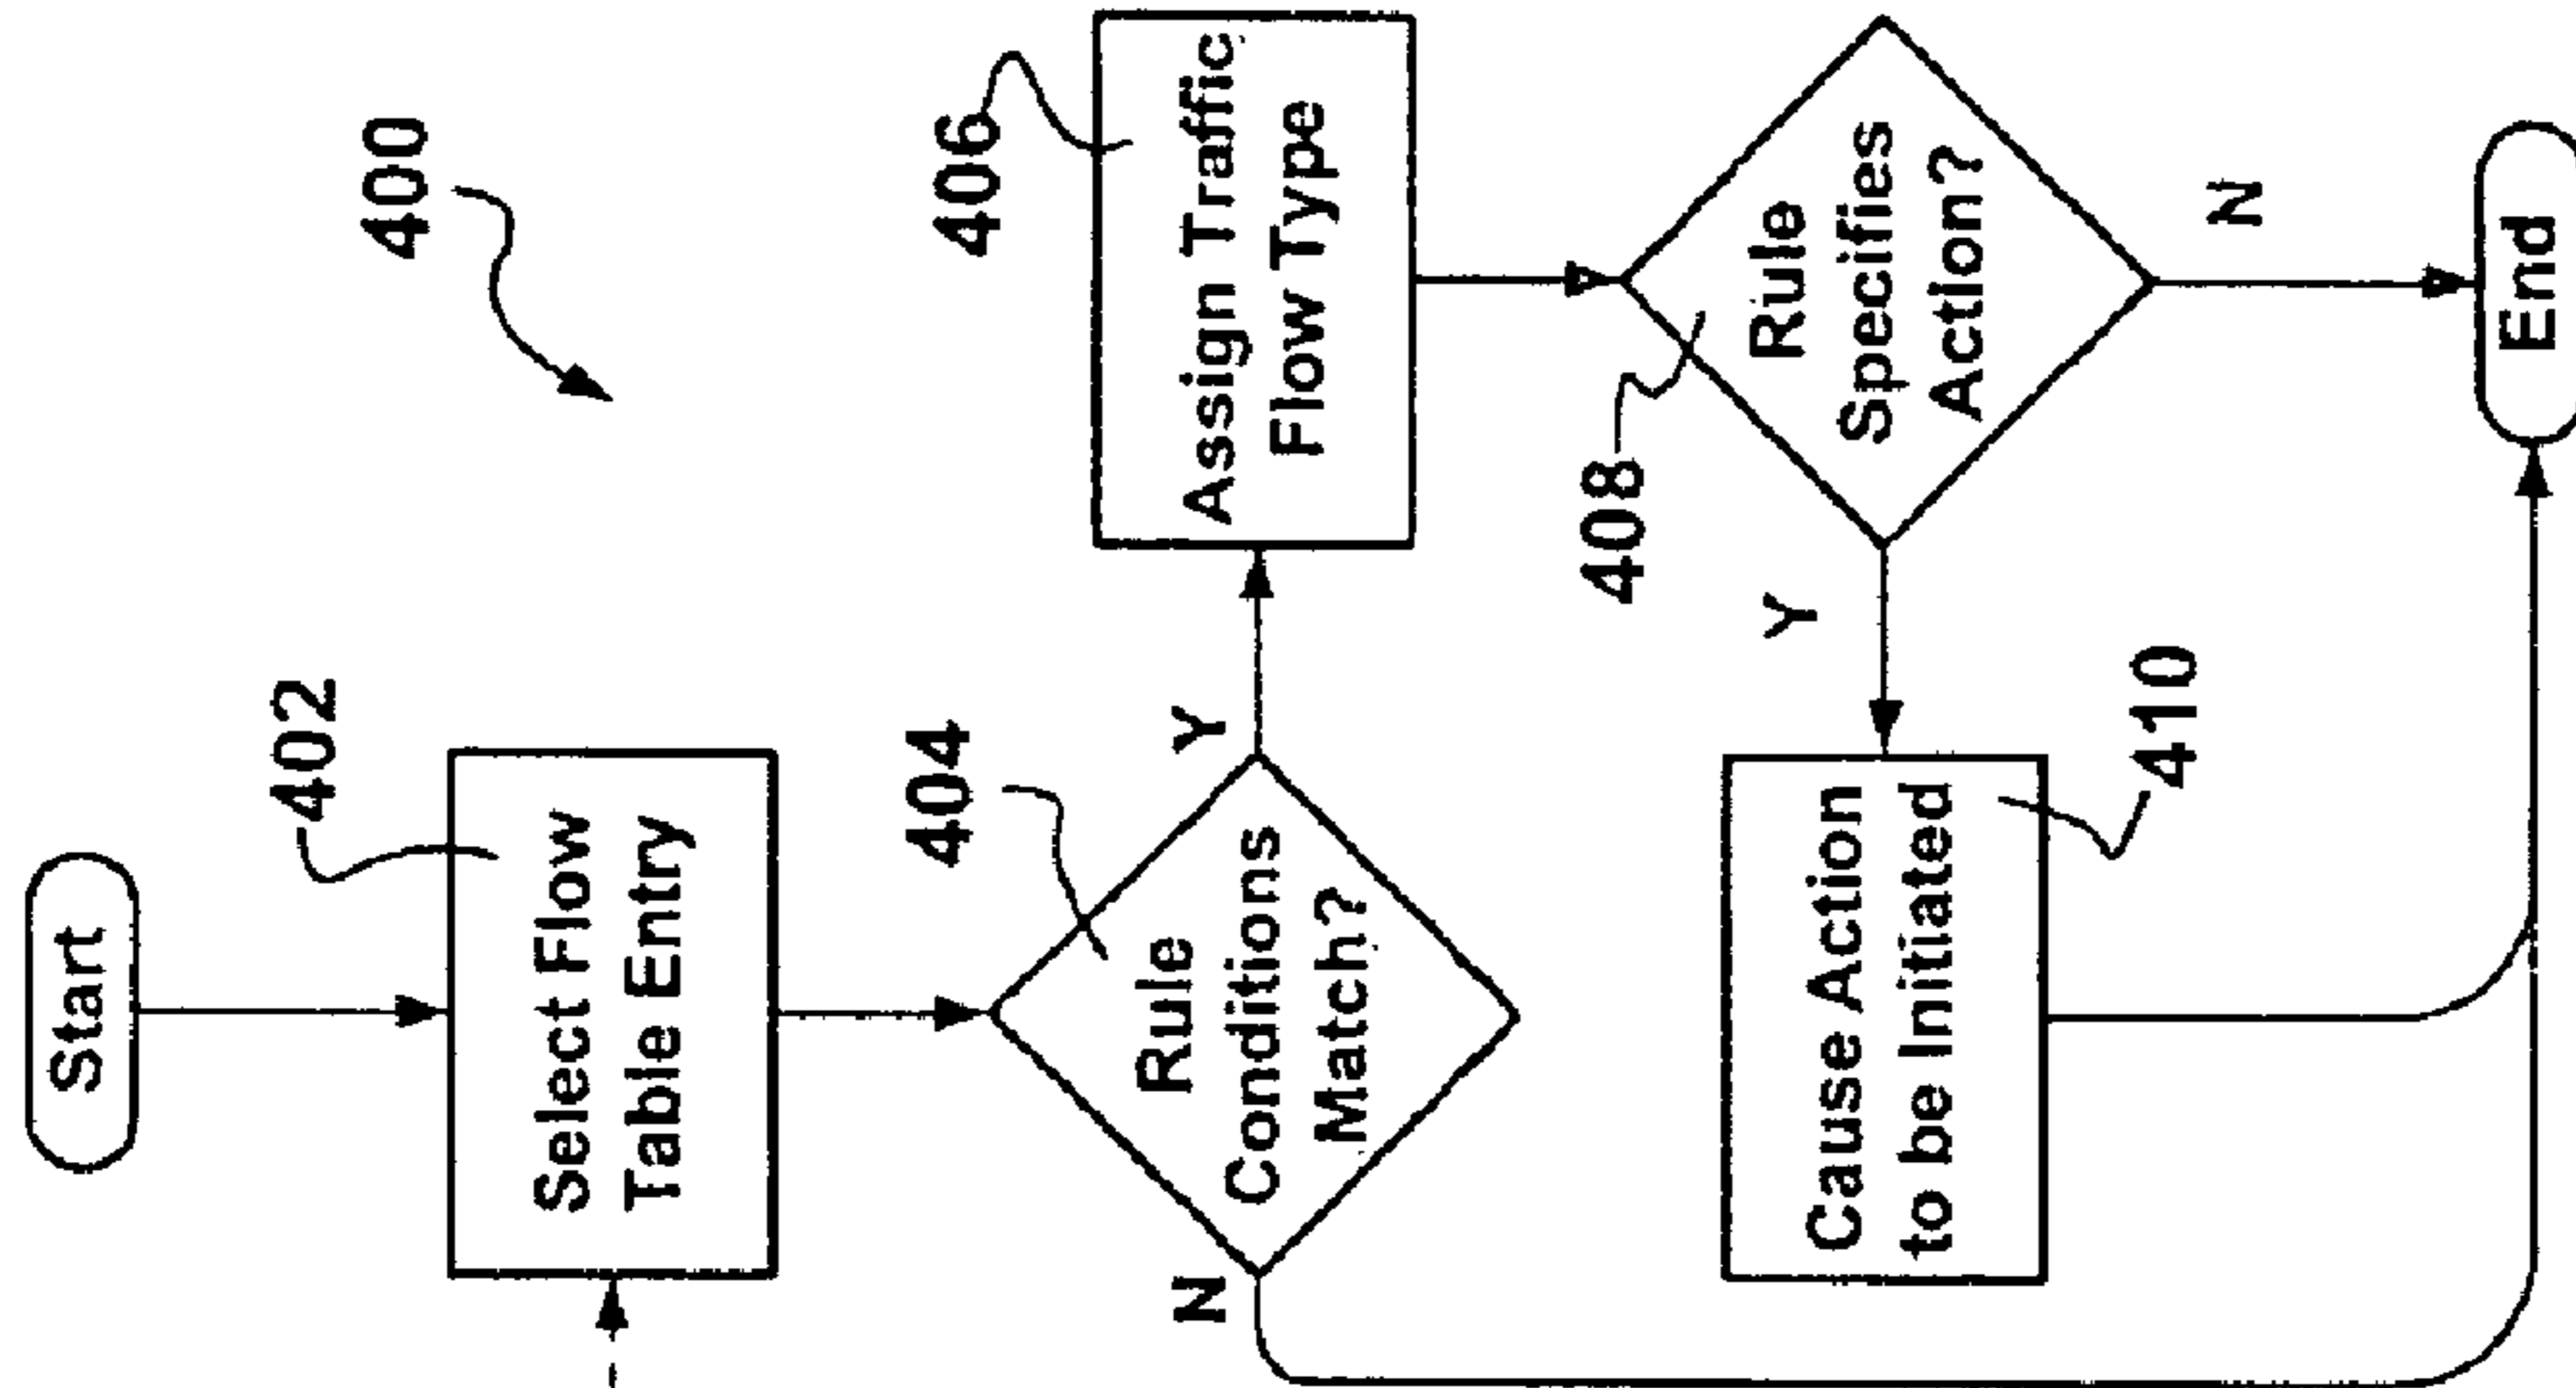 400
Start
402
Select Flow
Table Entry
404
Rule
Conditions
Match?
Y
N
406
Assign Traffic
Flow Type
408
Rule
Specifies
Action?
Y
N
410
Cause Action
to be Initiated
End